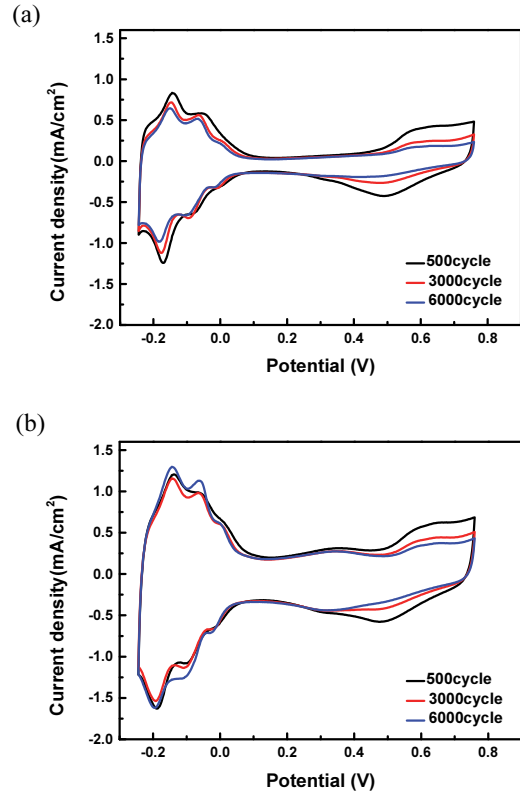 (a)
Current density(mA/cm²)
1.5
1.0
0.5
0.0
-0.5
-1.0
-1.5
-2.0
500cycle
3000cycle
6000cycle
-0.2 0.0 0.2 0.4 0.6 0.8
Potential (V)
(b)
Current density(mA/cm²)
1.5
1.0
0.5
0.0
-0.5
-1.0
-1.5
-2.0
500cycle
3000cycle
6000cycle
-0.2 0.0 0.2 0.4 0.6 0.8
Potential (V)